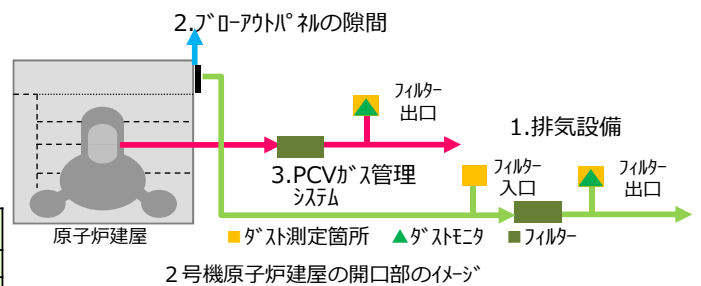 2.ﾌﾞﾛｰｱｳﾄﾊﾟﾈﾙの隙間
ﾌｨﾙﾀｰ
出口
1.排気設備
3.PCVｶﾞｽ管理
ｼｽﾃﾑ
ﾌｨﾙﾀｰ
入口
ﾌｨﾙﾀｰ
出口
原子炉建屋
ﾀﾞｽﾄ測定箇所 ﾀﾞｽﾄﾓﾆﾀ ﾌｨﾙﾀｰ
２号機原子炉建屋の開口部のｲﾒｰｼﾞ